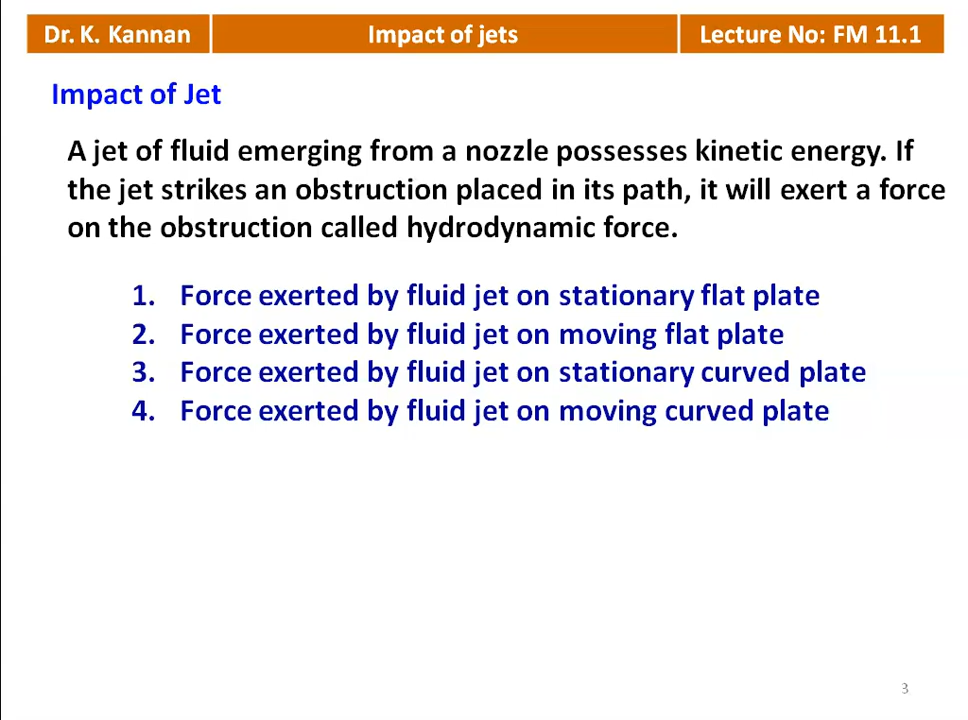 Dr. K. Kannan
Impact of jets
Lecture No: FM 11.1
Impact of Jet
A jet of fluid emerging from a nozzle possesses kinetic energy. If
the jet strikes an obstruction placed in its path, it will exert a force
on the obstruction called hydrodynamic force.
1. Force exerted by fluid jet on stationary flat plate
2. Force exerted by fluid jet on moving flat plate
3. Force exerted by fluid jet on stationary curved plate
4. Force exerted by fluid jet on moving curved plate
3